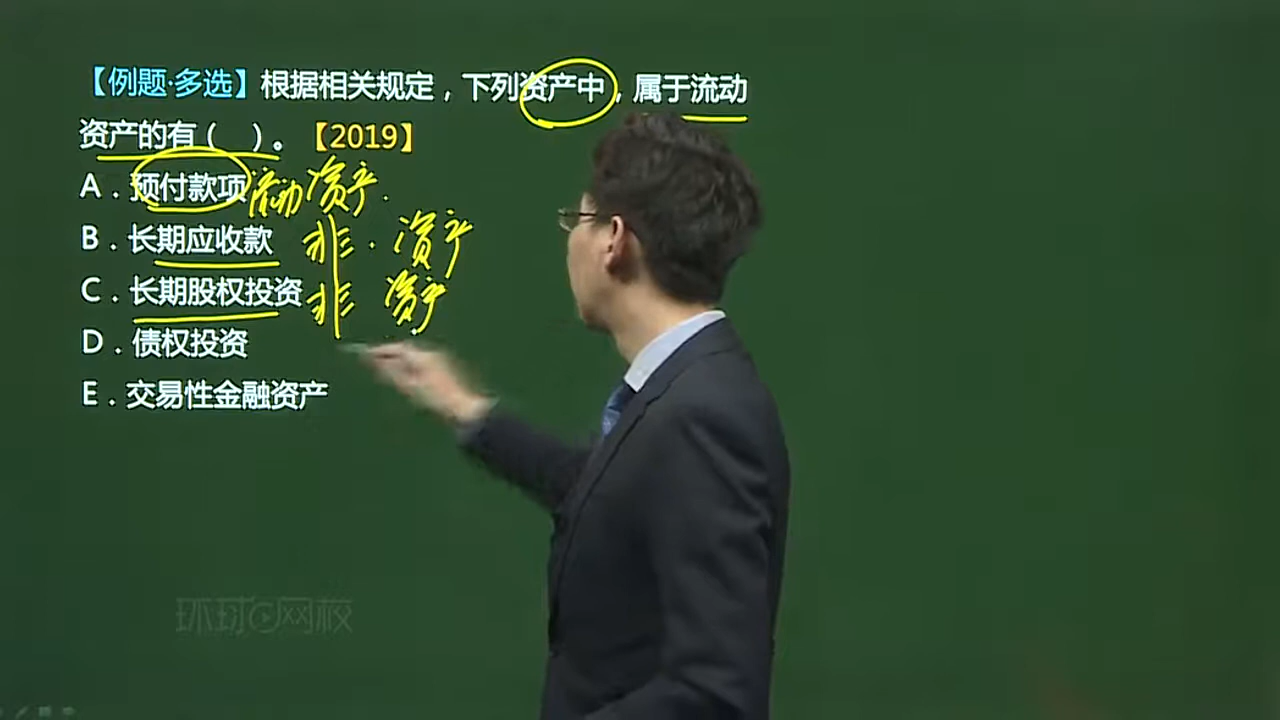 【例题·多选】根据相关规定，下列资产中，属于流动
资产的有（ ）。【2019】
A．预付款项 流动资产．
B．长期应收款 非．资产
C．长期股权投资 非 资产
D．债权投资
E．交易性金融资产
环球网校